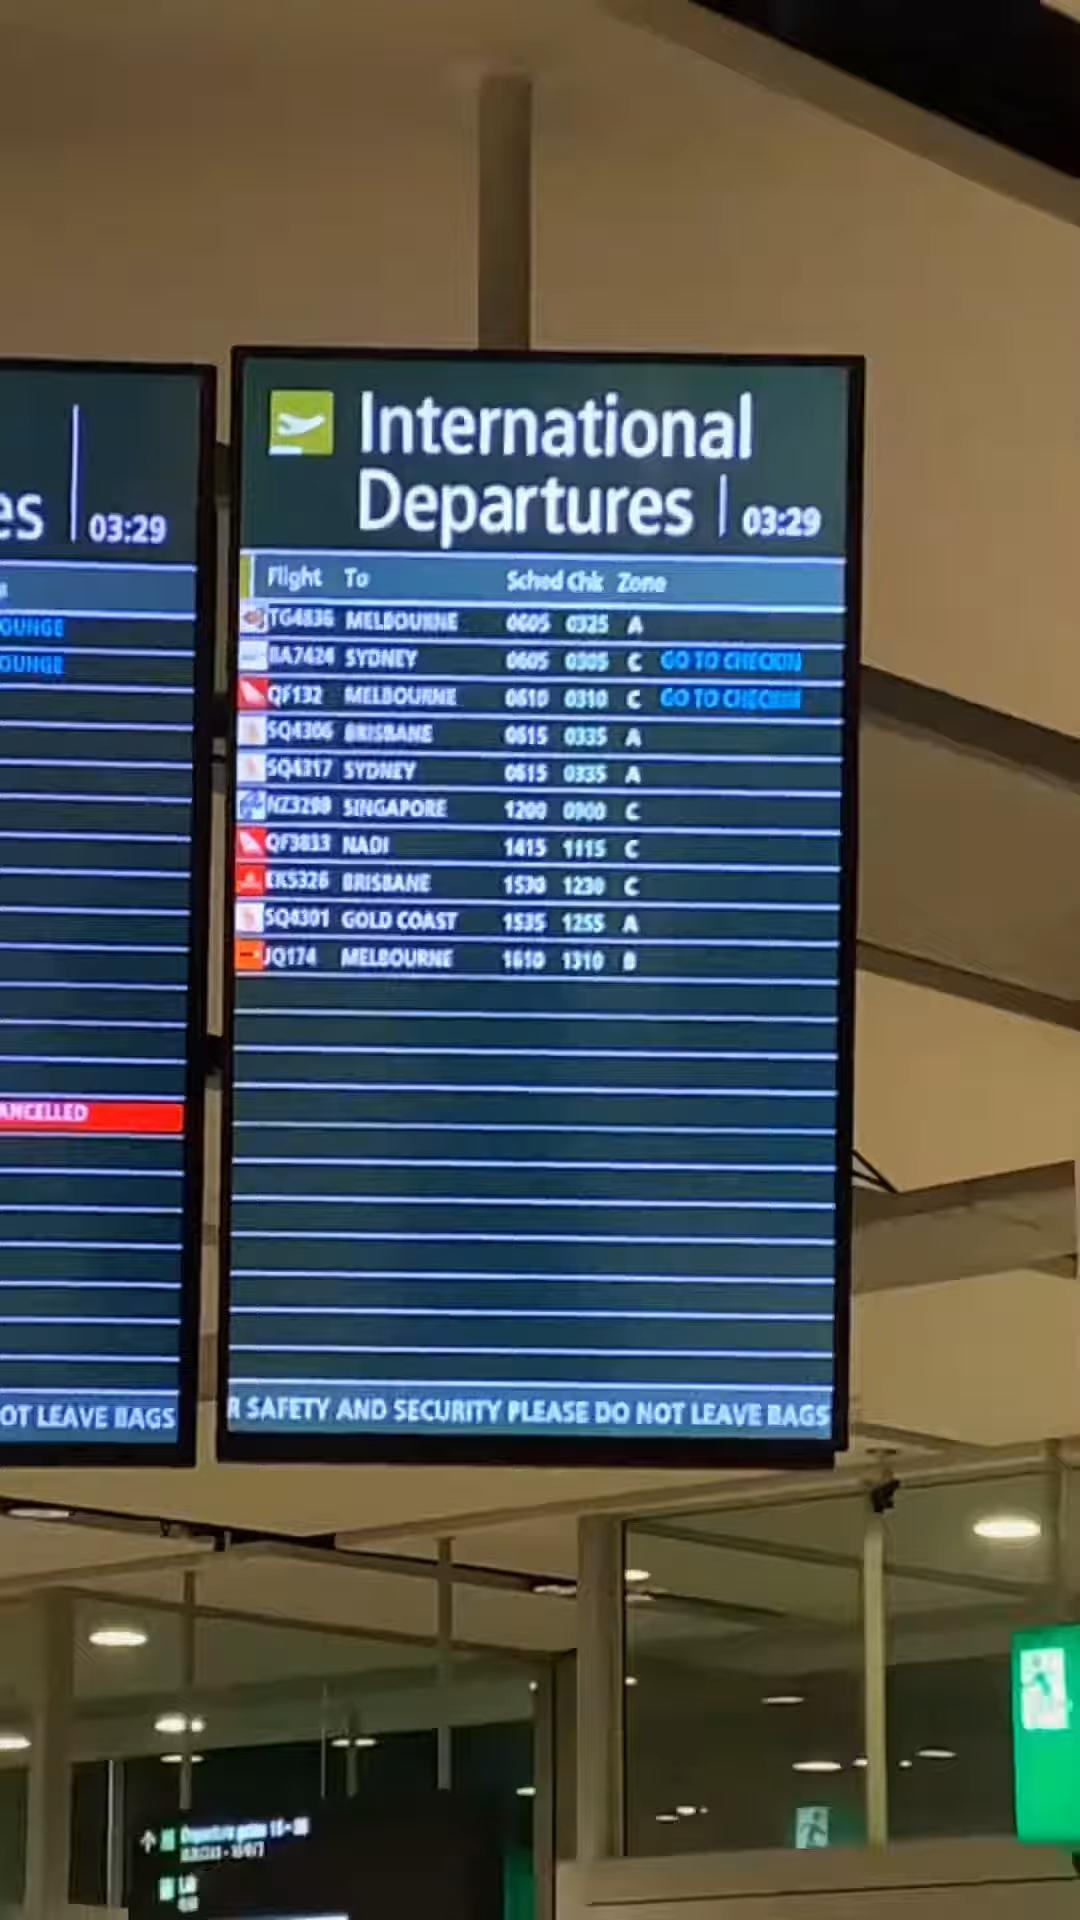 es
03:29
OUNGE
OUNGE
ANCELLED
OT LEAVE BAGS
International
Departures
03:29
Flight To Sched Chk Zone
TG4836 MELBOURNE 0605 0325 A
BA7424 SYDNEY 0605 0305 C GO TO CHECKIN
QF132 MELBOURNE 0610 0310 C GO TO CHECKIN
SQ4306 BRISBANE 0615 0335 A
SQ4317 SYDNEY 0615 0335 A
SINGAPORE 1200 0900 C
QF3833 NADI 1415 1115 C
EK5326 BRISBANE 1530 1230 C
SQ4301 GOLD COAST 1535 1255 A
JQ174 MELBOURNE 1610 1310 B
R SAFETY AND SECURITY PLEASE DO NOT LEAVE BAGS
Departure gates